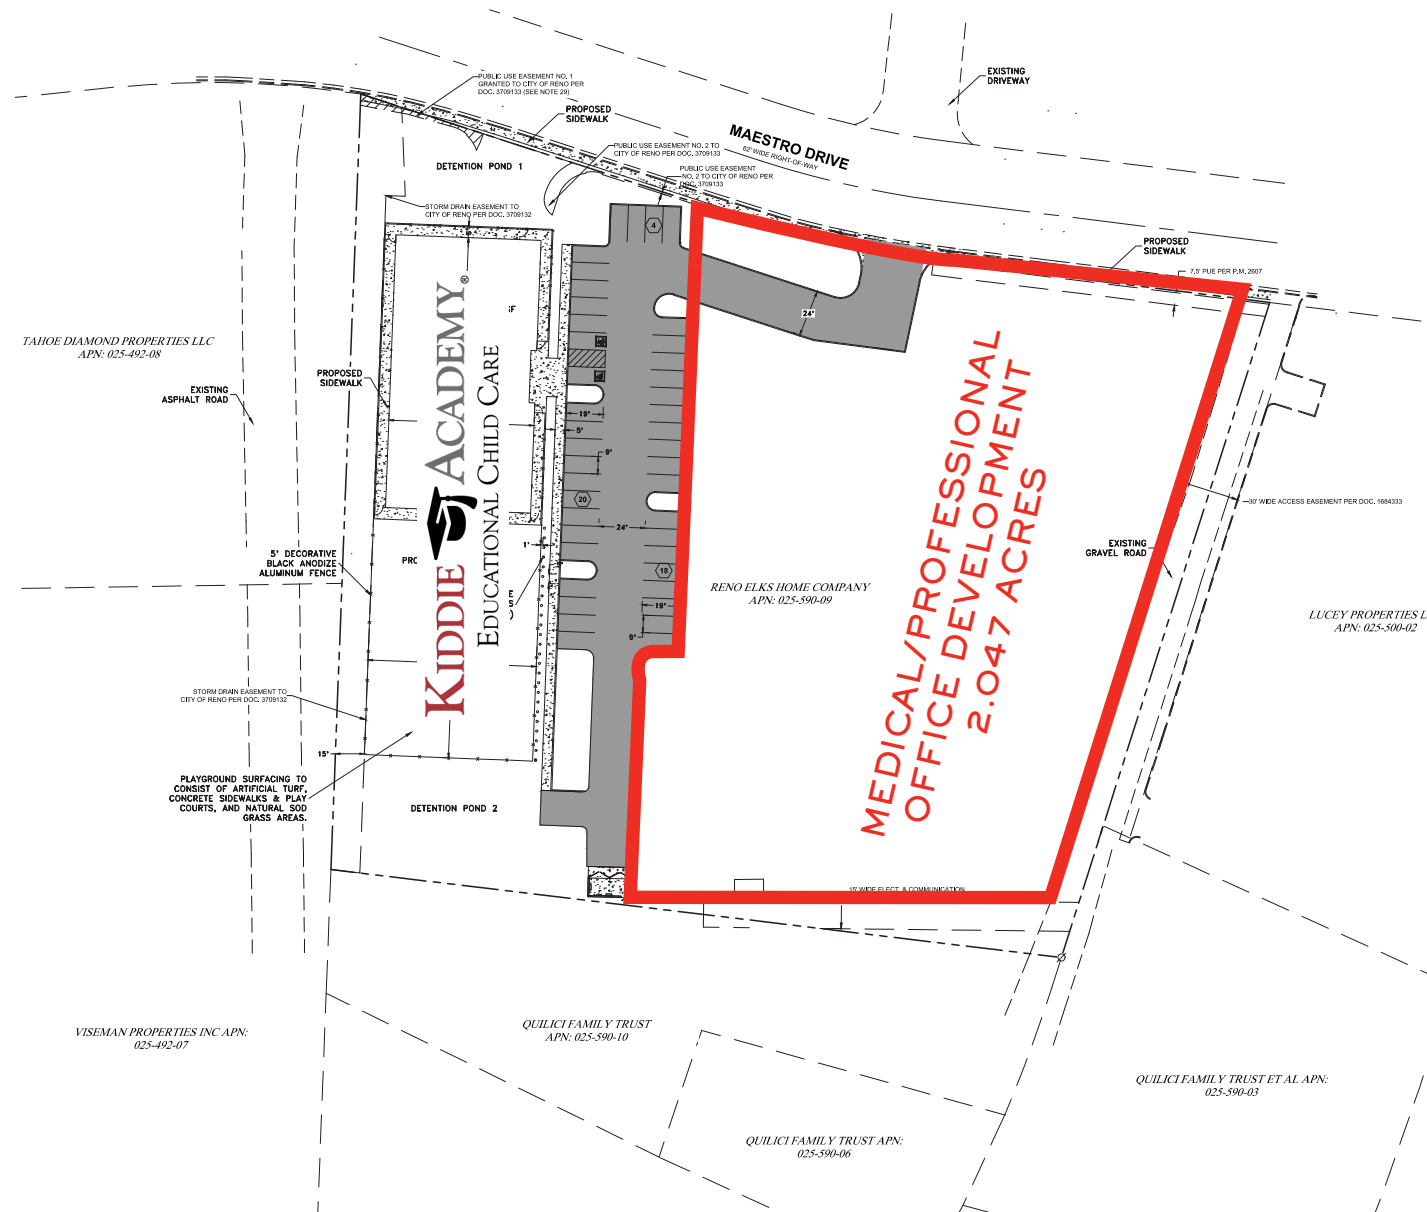 EXISTING
DRIVEWAY
PUBLIC USE EASEMENT NO. 1
GRANTED TO CITY OF RENO PER
DOC. 3709133 (SEE NOTE 29)
PROPOSED
SIDEWALK
MAESTRO DRIVE
62' WIDE RIGHT-OF-WAY
PUBLIC USE EASEMENT NO. 2 TO
CITY OF RENO PER DOC. 3709133
DETENTION POND 1
PUBLIC USE EASEMENT
NO. 2 TO CITY OF RENO PER
DOC. 3709133
STORM DRAIN EASEMENT TO
CITY OF RENO PER DOC. 3709132
4
PROPOSED
SIDEWALK
7.5' PUE PER P.M. 2607
24'
TAHOE DIAMOND PROPERTIES LLC
APN: 025-492-08
EXISTING
ASPHALT ROAD
PROPOSED
SIDEWALK
SF
KIDDIE ACADEMY®
EDUCATIONAL CHILD CARE
19'
5'
9'
20
24'
1'
18
19'
9'
5' DECORATIVE
BLACK ANODIZE
ALUMINUM FENCE
PRO
E
S
)
RENO ELKS HOME COMPANY
APN: 025-590-09
MEDICAL/PROFESSIONAL
OFFICE DEVELOPMENT
2.047 ACRES
30' WIDE ACCESS EASEMENT PER DOC. 1684333
EXISTING
GRAVEL ROAD
LUCEY PROPERTIES L
APN: 025-500-02
STORM DRAIN EASEMENT TO
CITY OF RENO PER DOC. 3709132
15'
PLAYGROUND SURFACING TO
CONSIST OF ARTIFICIAL TURF,
CONCRETE SIDEWALKS & PLAY
COURTS, AND NATURAL SOD
GRASS AREAS.
DETENTION POND 2
15' WIDE ELECT. & COMMUNICATION
VISEMAN PROPERTIES INC APN:
025-492-07
QUILICI FAMILY TRUST
APN: 025-590-10
QUILICI FAMILY TRUST ET AL APN:
025-590-03
QUILICI FAMILY TRUST APN:
025-590-06